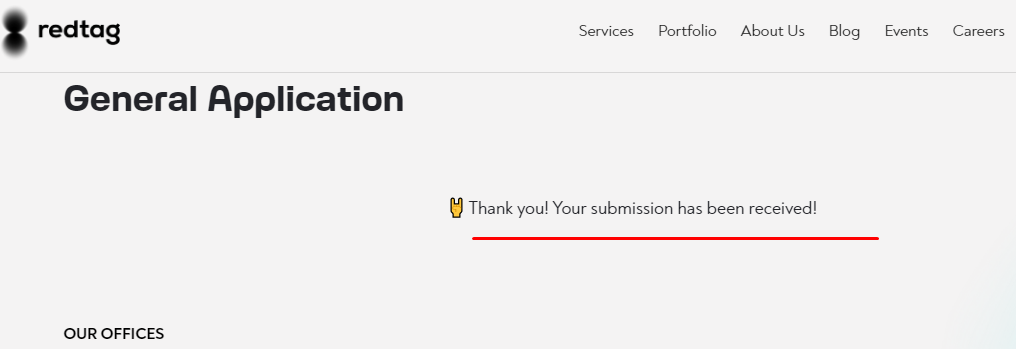 redtag
Services Portfolio About Us Blog Events Careers
General Application
🤘 Thank you! Your submission has been received!
OUR OFFICES